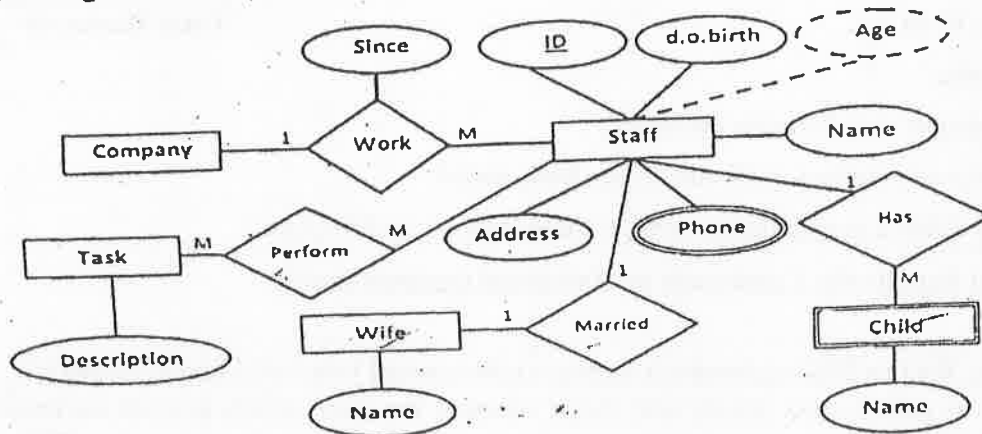 Since
ID
d.o.birth
Age
Company
1
Work
M
Staff
Name
Task
M
Perform
M
Address
Phone
1
Has
1
M
Wife
1
Married
Child
Description
Name
Name